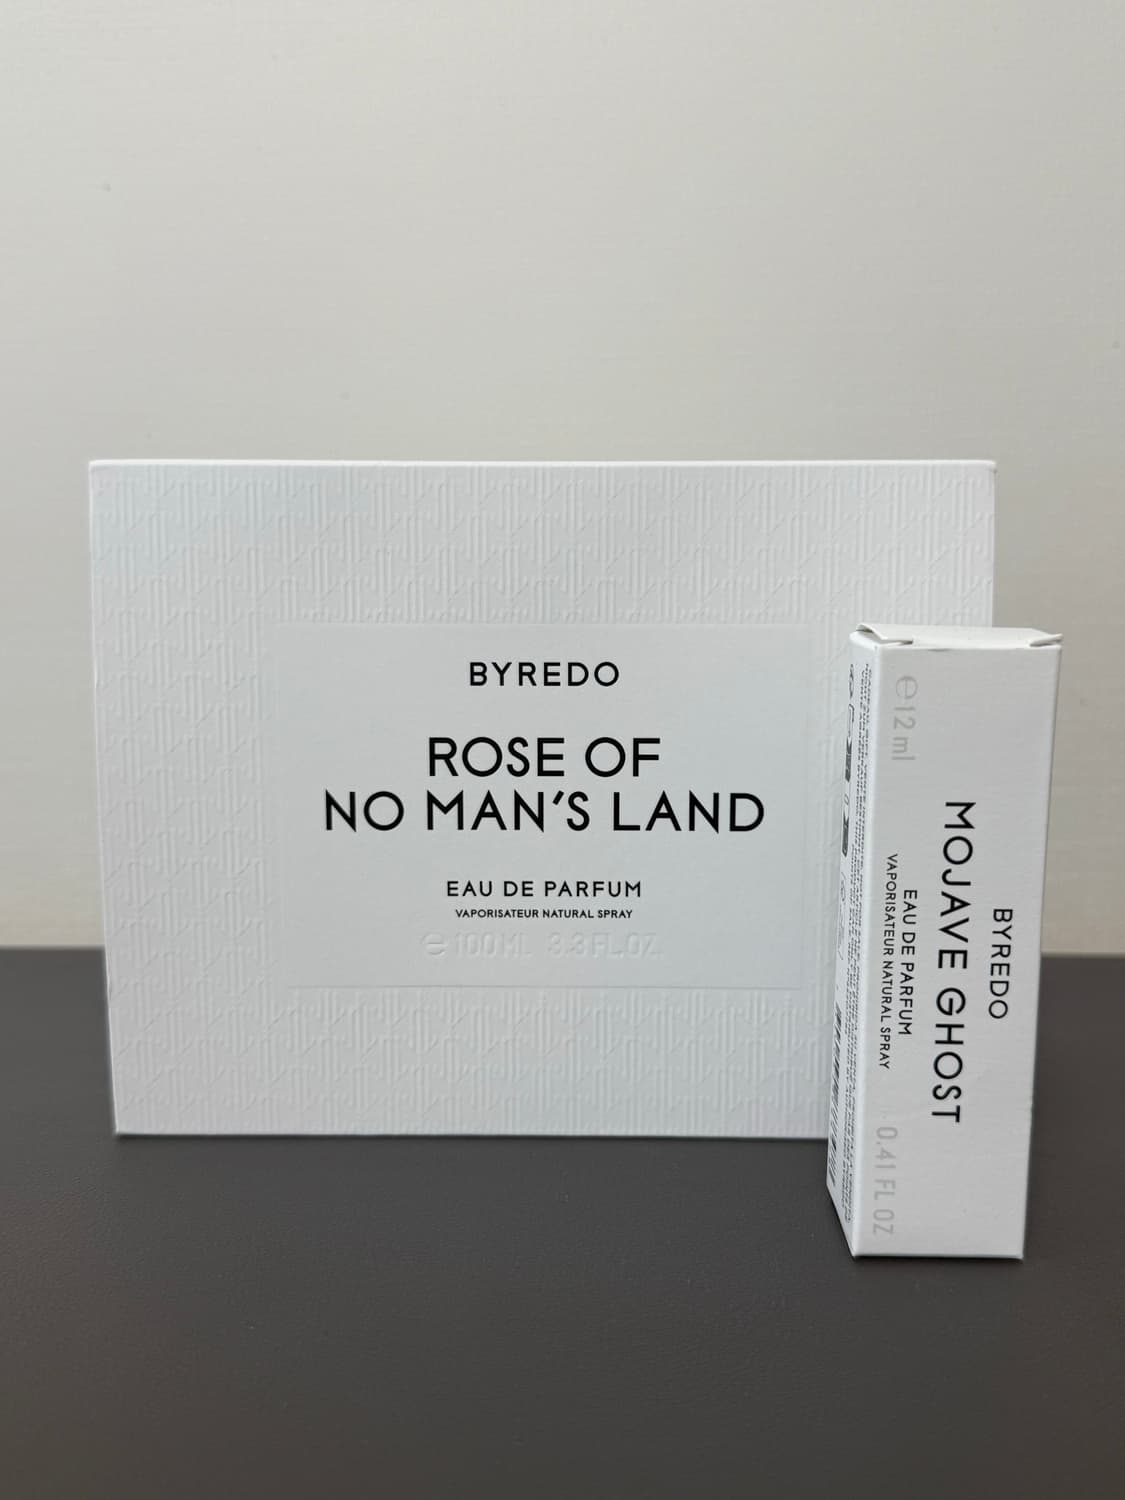 BYREDO
ROSE OF
NO MAN'S LAND
EAU DE PARFUM
VAPORISATEUR NATURAL SPRAY
℮ 100 ML 3.3 FL.OZ.
BYREDO
MOJAVE GHOST
EAU DE PARFUM
VAPORISATEUR NATURAL SPRAY
℮12 ml 0.41 FL OZ